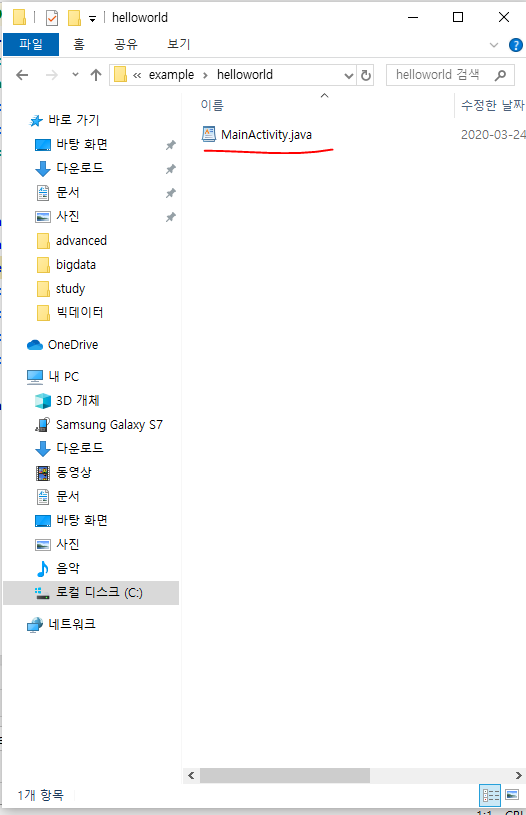 helloworld
파일 홈 공유 보기
« example > helloworld
helloworld 검색
이름 수정한 날짜
MainActivity.java 2020-03-24
바로 가기
바탕 화면
다운로드
문서
사진
advanced
bigdata
study
빅데이터
OneDrive
내 PC
3D 개체
Samsung Galaxy S7
다운로드
동영상
문서
바탕 화면
사진
음악
로컬 디스크 (C:)
네트워크
1개 항목